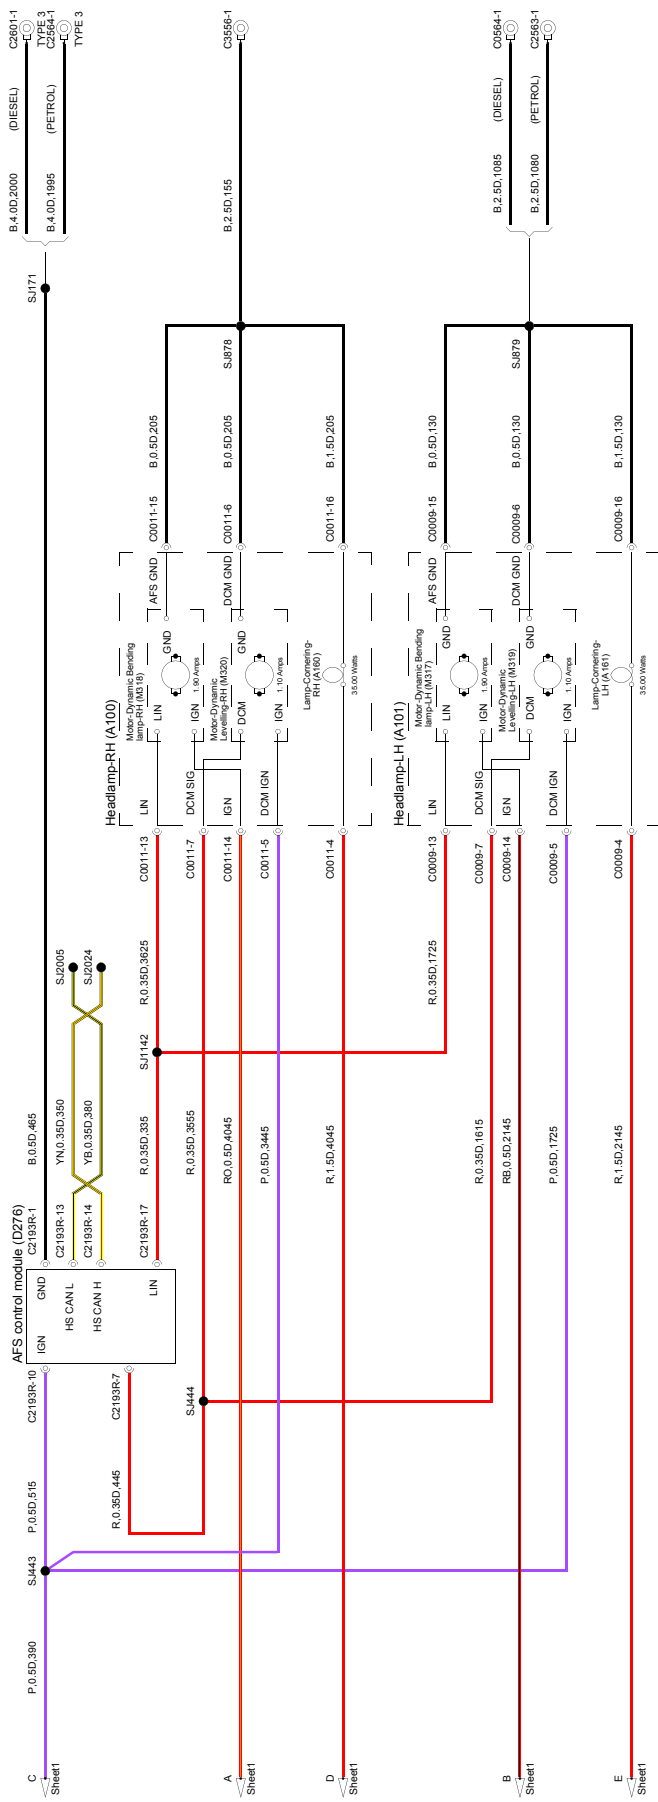 C2601-1
TYPE 3
C2564-1
TYPE 3
C3556-1
C0564-1
C2563-1
(DIESEL)
(PETROL)
(DIESEL)
(PETROL)
B,4.0D,2000
B,4.0D,1995
B,2.5D,155
B,2.5D,1085
B,2.5D,1080
SJ171
SJ878
SJ879
B,0.5D,205
B,0.5D,205
B,1.5D,205
B,0.5D,130
B,0.5D,130
B,1.5D,130
C0011-15
C0011-6
C0011-16
C0009-15
C0009-6
C0009-16
Headlamp-RH (A100)
AFS GND
DCM GND
Motor-Dynamic Bending
lamp-RH (M318)
GND
1.90 Amps
LIN
IGN
Motor-Dynamic
Levelling-RH (M320)
GND
1.10 Amps
DCM
IGN
Lamp-Cornering-
RH (A160)
35.00 Watts
LIN
DCM SIG
IGN
DCM IGN
Headlamp-LH (A101)
AFS GND
DCM GND
Motor-Dynamic Bending
lamp-LH (M317)
GND
1.90 Amps
LIN
IGN
Motor-Dynamic
Levelling-LH (M319)
GND
1.10 Amps
DCM
IGN
Lamp-Cornering-
LH (A161)
35.00 Watts
LIN
DCM SIG
IGN
DCM IGN
C0011-13
C0011-7
C0011-14
C0011-5
C0011-4
C0009-13
C0009-7
C0009-14
C0009-5
C0009-4
SJ2005
SJ2024
R,0.35D,3625
R,0.35D,1725
SJ1142
B,0.5D,465
YN,0.35D,350
YB,0.35D,380
R,0.35D,335
R,0.35D,3555
RO,0.5D,4045
P,0.5D,3445
R,1.5D,4045
R,0.35D,1615
RB,0.5D,2145
P,0.5D,1725
R,1.5D,2145
C2193R-1
C2193R-13
C2193R-14
C2193R-17
AFS control module (D276)
GND
HS CAN L
HS CAN H
LIN
IGN
C2193R-10
C2193R-7
SJ444
P,0.5D,515
R,0.35D,445
SJ443
P,0.5D,390
C
Sheet1
A
Sheet1
D
Sheet1
B
Sheet1
E
Sheet1